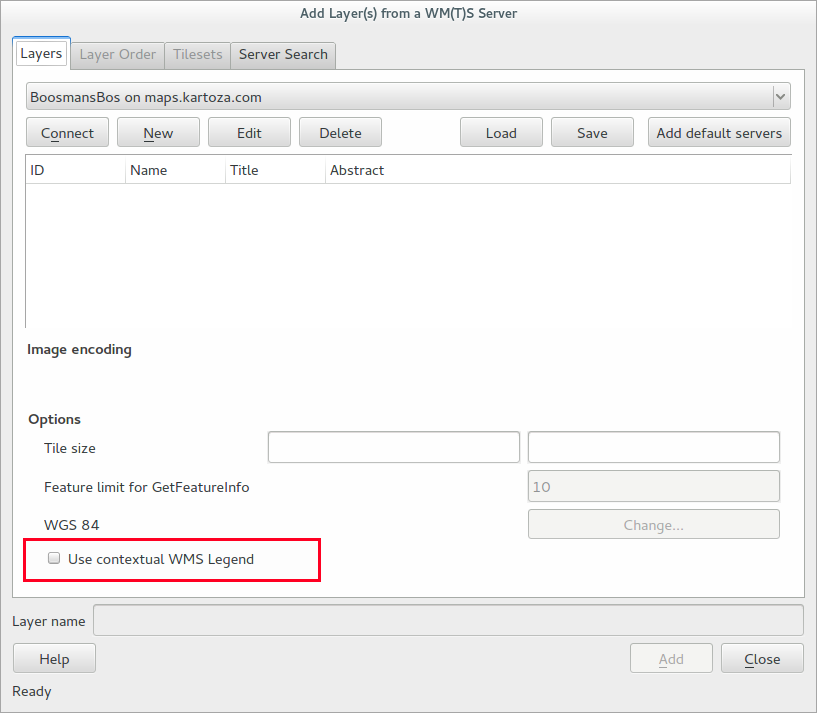 Add Layer(s) from a WM(T)S Server
Layers Layer Order Tilesets Server Search
BoosmansBos on maps.kartoza.com
Connect New Edit Delete Load Save Add default servers
ID Name Title Abstract
Image encoding
Options
Tile size
Feature limit for GetFeatureInfo 10
WGS 84 Change...
Use contextual WMS Legend
Layer name
Help Add Close
Ready